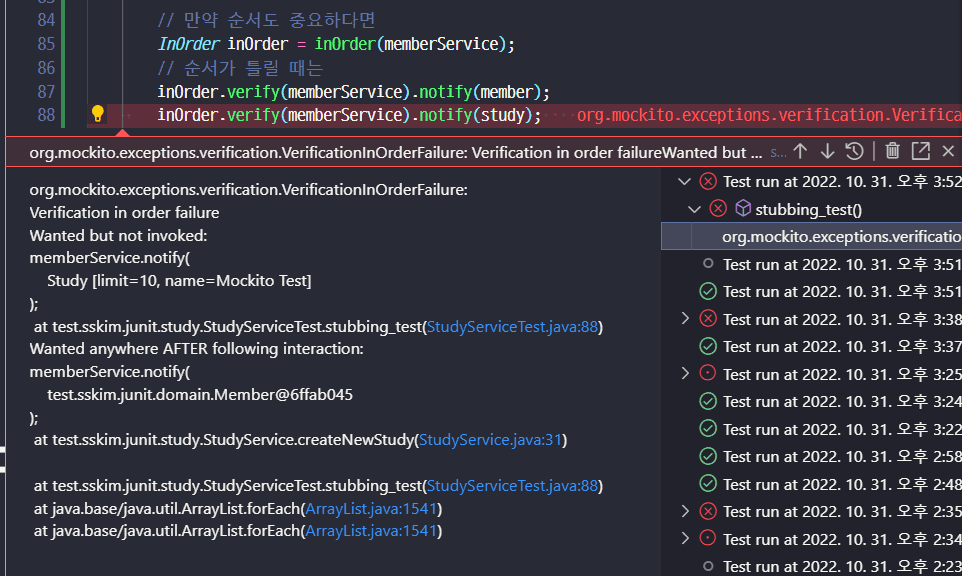 84 // 만약 순서도 중요하다면
85 InOrder inOrder = inOrder(memberService);
86 // 순서가 틀릴 때는
87 inOrder.verify(memberService).notify(member);
88 inOrder.verify(memberService).notify(study); org.mockito.exceptions.verification.Verifica
org.mockito.exceptions.verification.VerificationInOrderFailure: Verification in order failureWanted but ... s...
org.mockito.exceptions.verification.VerificationInOrderFailure:
Verification in order failure
Wanted but not invoked:
memberService.notify(
Study [limit=10, name=Mockito Test]
);
at test.sskim.junit.study.StudyServiceTest.stubbing_test(StudyServiceTest.java:88)
Wanted anywhere AFTER following interaction:
memberService.notify(
test.sskim.junit.domain.Member@6ffab045
);
at test.sskim.junit.study.StudyService.createNewStudy(StudyService.java:31)
at test.sskim.junit.study.StudyServiceTest.stubbing_test(StudyServiceTest.java:88)
at java.base/java.util.ArrayList.forEach(ArrayList.java:1541)
at java.base/java.util.ArrayList.forEach(ArrayList.java:1541)
Test run at 2022. 10. 31. 오후 3:52
stubbing_test()
org.mockito.exceptions.verificatio
Test run at 2022. 10. 31. 오후 3:51
Test run at 2022. 10. 31. 오후 3:51
Test run at 2022. 10. 31. 오후 3:38
Test run at 2022. 10. 31. 오후 3:37
Test run at 2022. 10. 31. 오후 3:25
Test run at 2022. 10. 31. 오후 3:24
Test run at 2022. 10. 31. 오후 3:22
Test run at 2022. 10. 31. 오후 2:58
Test run at 2022. 10. 31. 오후 2:48
Test run at 2022. 10. 31. 오후 2:35
Test run at 2022. 10. 31. 오후 2:34
Test run at 2022. 10. 31. 오후 2:23